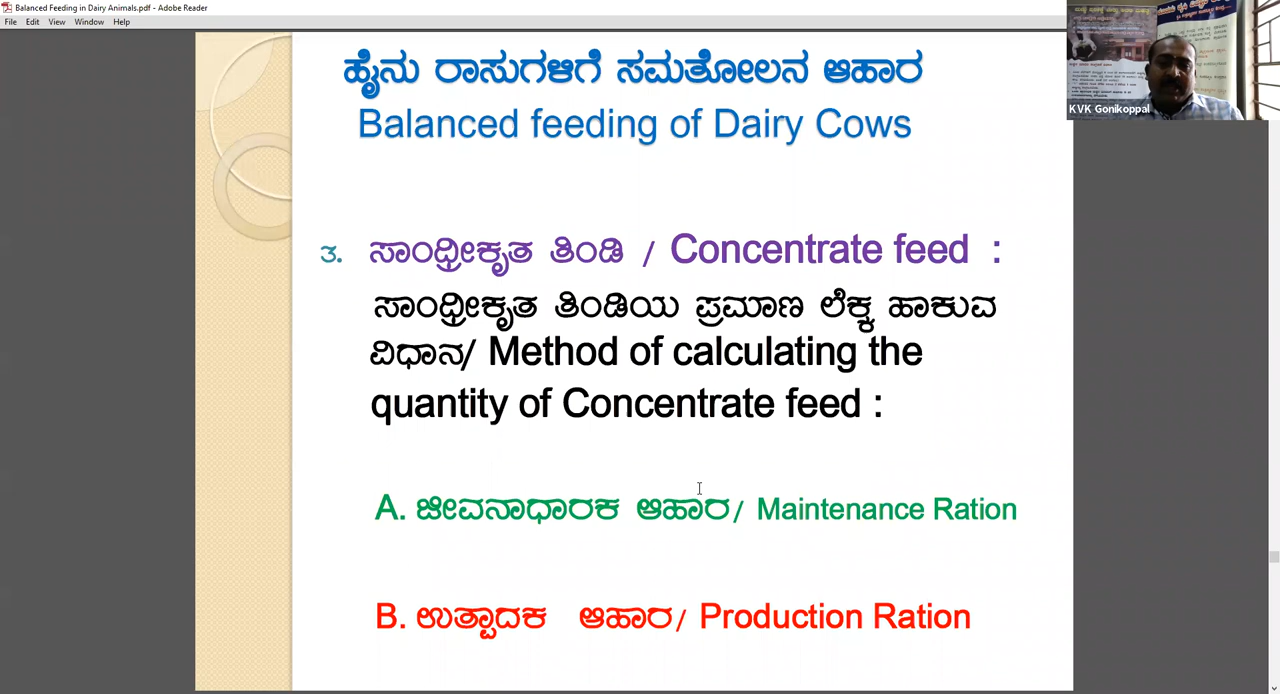 Balanced Feeding in Dairy Animals.pdf - Adobe Reader
File Edit View Window Help
ಹೈನು ರಾಸುಗಳಿಗೆ ಸಮತೋಲನ ಆಹಾರ
Balanced feeding of Dairy Cows
೩. ಸಾಂಧ್ರೀಕೃತ ತಿಂಡಿ / Concentrate feed :
ಸಾಂಧ್ರೀಕೃತ ತಿಂಡಿಯ ಪ್ರಮಾಣ ಲೆಕ್ಕ ಹಾಕುವ
ವಿಧಾನ/ Method of calculating the
quantity of Concentrate feed :
A. ಜೀವನಾಧಾರಕ ಆಹಾರ/ Maintenance Ration
B. ಉತ್ಪಾದಕ ಆಹಾರ/ Production Ration
KVK Gonikoppal